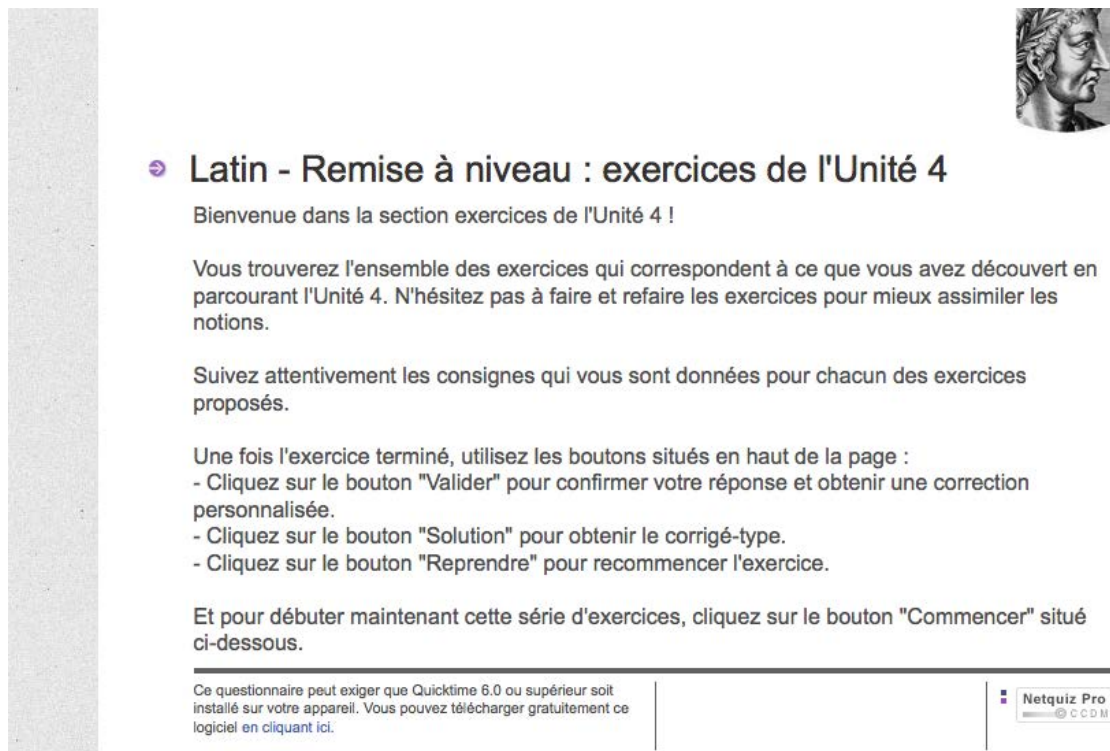 Latin - Remise à niveau : exercices de l'Unité 4
Bienvenue dans la section exercices de l'Unité 4 !
Vous trouverez l'ensemble des exercices qui correspondent à ce que vous avez découvert en
parcourant l'Unité 4. N'hésitez pas à faire et refaire les exercices pour mieux assimiler les
notions.
Suivez attentivement les consignes qui vous sont données pour chacun des exercices
proposés.
Une fois l'exercice terminé, utilisez les boutons situés en haut de la page :
- Cliquez sur le bouton "Valider" pour confirmer votre réponse et obtenir une correction
personnalisée.
- Cliquez sur le bouton "Solution" pour obtenir le corrigé-type.
- Cliquez sur le bouton "Reprendre" pour recommencer l'exercice.
Et pour débuter maintenant cette série d'exercices, cliquez sur le bouton "Commencer" situé
ci-dessous.
Ce questionnaire peut exiger que Quicktime 6.0 ou supérieur soit
installé sur votre appareil. Vous pouvez télécharger gratuitement ce
logiciel en cliquant ici.
Netquiz Pro
© CCDM